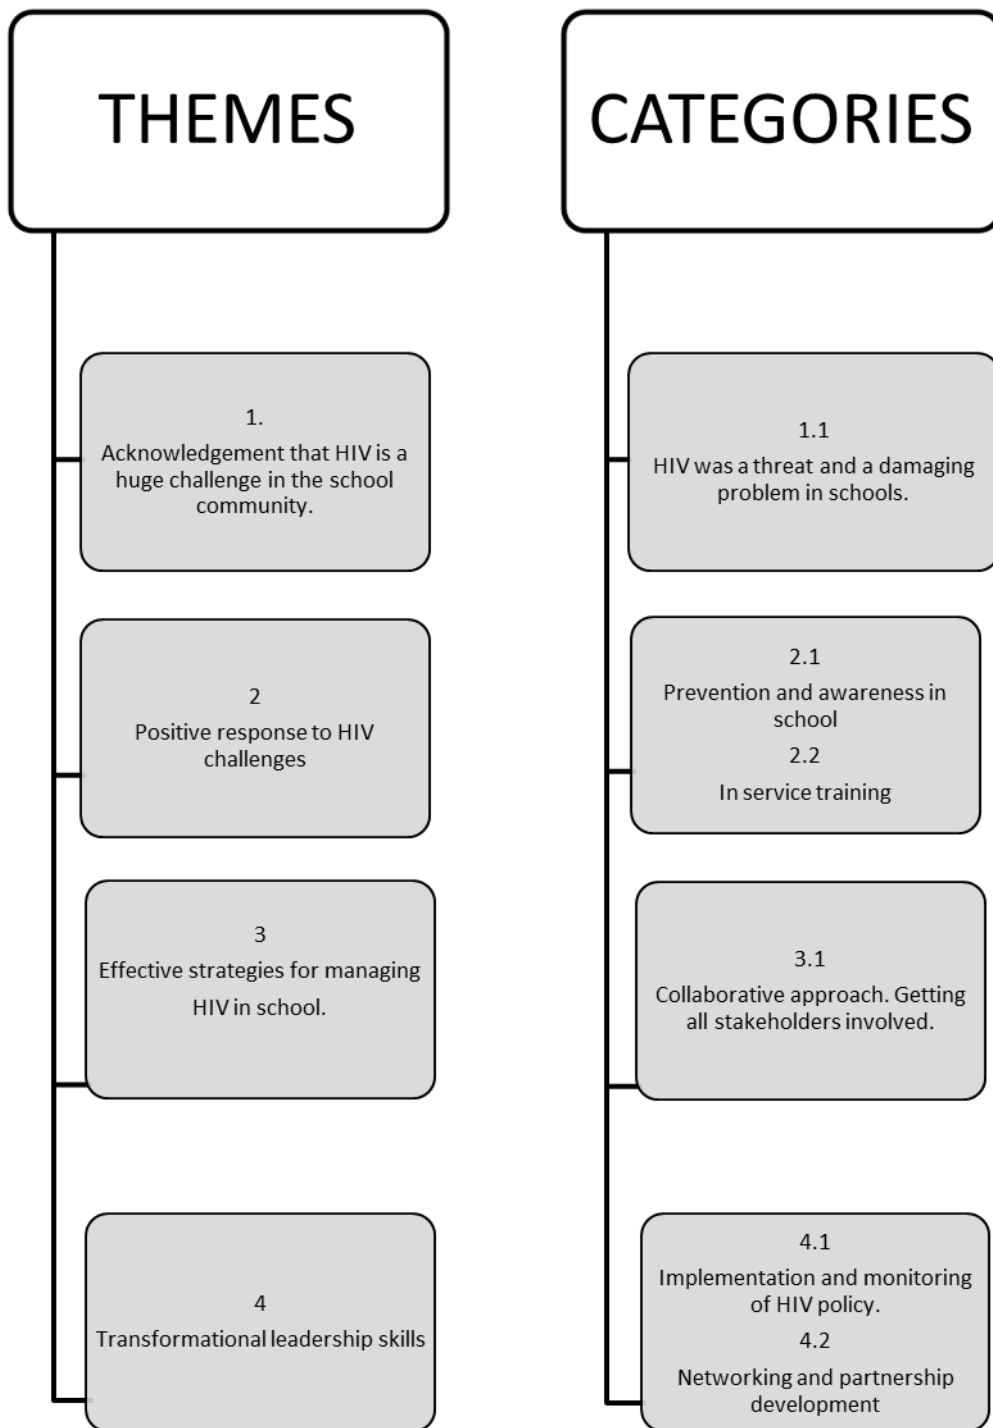 THEMES
CATEGORIES
1.
Acknowledgement that HIV is a
huge challenge in the school
community.
1.1
HIV was a threat and a damaging
problem in schools.
2
Positive response to HIV
challenges
2.1
Prevention and awareness in
school
2.2
In service training
3
Effective strategies for managing
HIV in school.
3.1
Collaborative approach. Getting
all stakeholders involved.
4
Transformational leadership skills
4.1
Implementation and monitoring
of HIV policy.
4.2
Networking and partnership
development